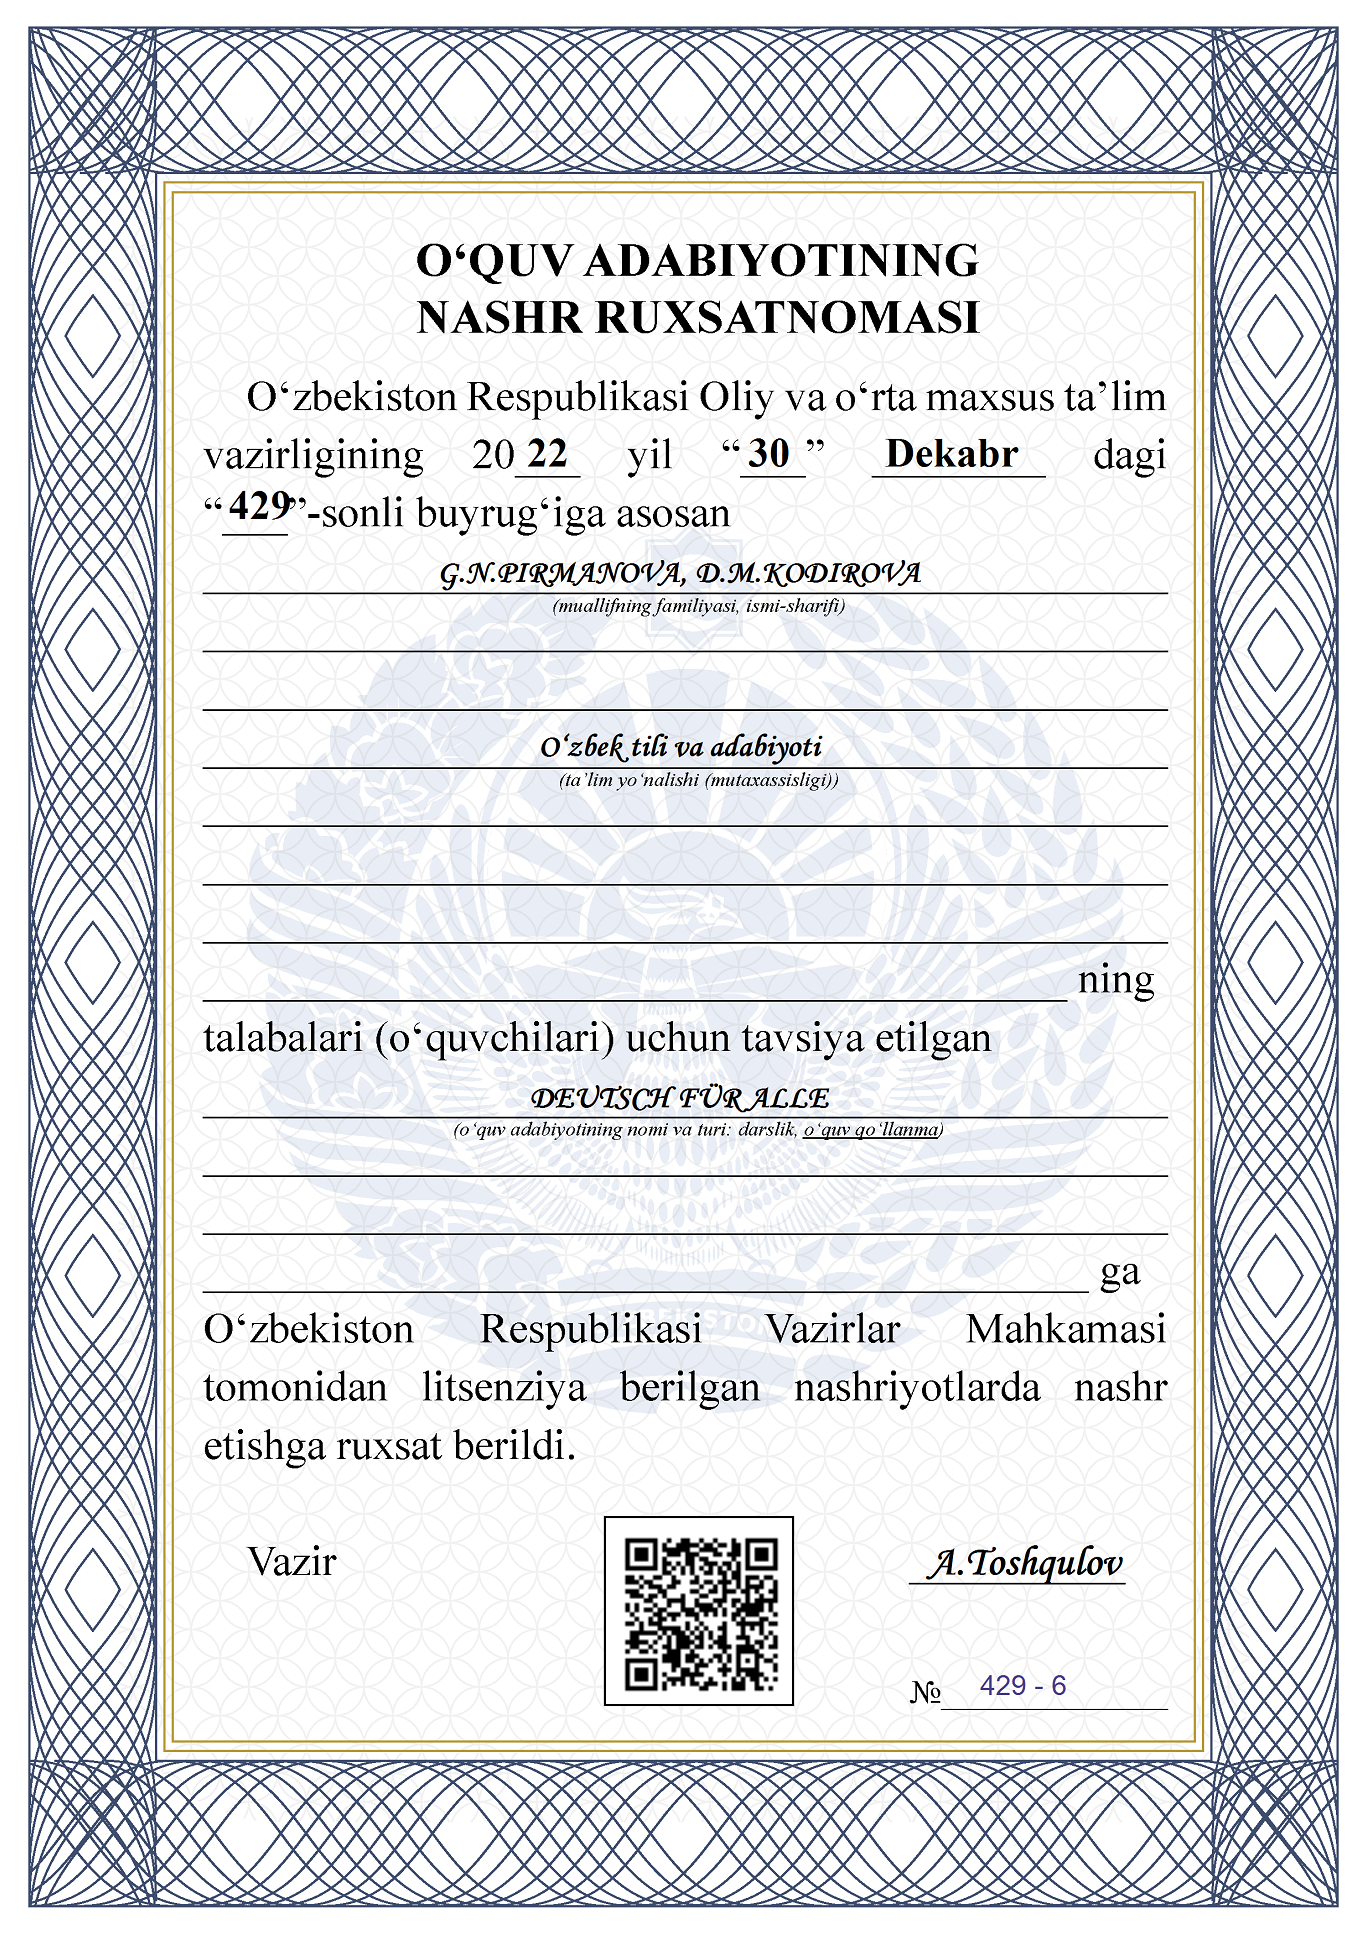 O‘QUV ADABIYOTINING
NASHR RUXSATNOMASI
O‘zbekiston Respublikasi Oliy va o‘rta maxsus ta’lim
vazirligining 2022 yil “30” Dekabr dagi
“429”-sonli buyrug‘iga asosan
G.N.PIRMANOVA, D.M.KODIROVA
(muallifning familiyasi, ismi-sharifi)
O‘zbek tili va adabiyoti
(ta’lim yo‘nalishi (mutaxassisligi))
ning
talabalari (o‘quvchilari) uchun tavsiya etilgan
DEUTSCH FÜR ALLE
(o‘quv adabiyotining nomi va turi: darslik, o‘quv qo‘llanma)
ga
O‘zbekiston Respublikasi Vazirlar Mahkamasi
tomonidan litsenziya berilgan nashriyotlarda nashr
etishga ruxsat berildi.
Vazir
A.Toshqulov
№ 429 - 6